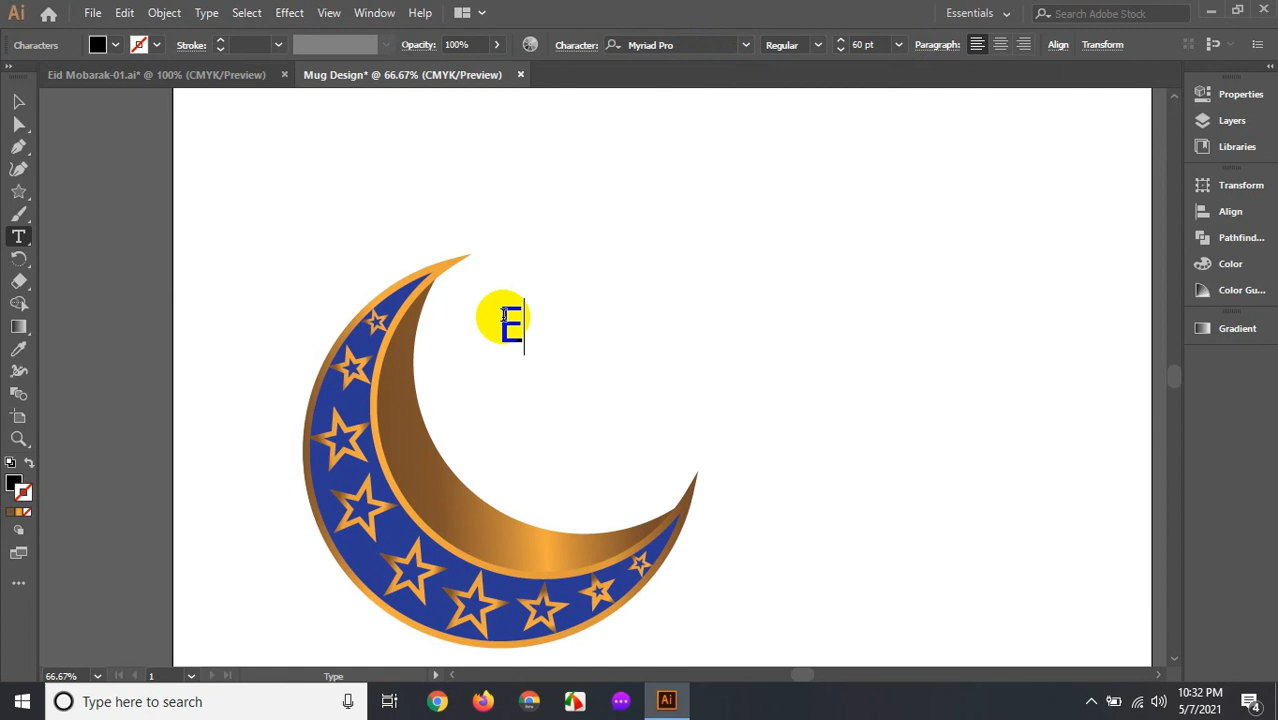 Ai File Edit Object Type Select Effect View Window Help Essentials Search Adobe Stock
Characters Stroke: Opacity: 100% Character: Myriad Pro Regular 60 pt Paragraph: Align Transform
Eid Mobarak-01.ai* @ 100% (CMYK/Preview) Mug Design* @ 66.67% (CMYK/Preview)
Properties
Layers
Libraries
Transform
Align
Pathfind...
Color
Color Gu...
Gradient
E
66.67% 1 Type
Type here to search Ai 10:32 PM
5/7/2021 4